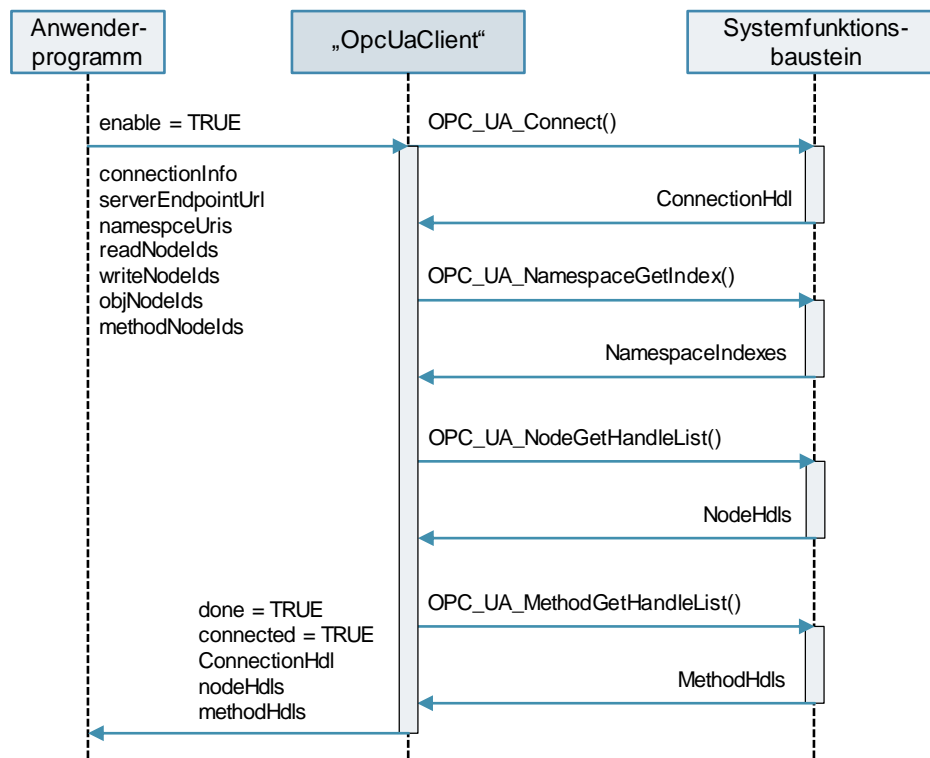 Anwender-
programm
„OpcUaClient“
Systemfunktions-
baustein
enable = TRUE
OPC_UA_Connect()
connectionInfo
serverEndpointUrl
namespceUris
readNodeIds
writeNodeIds
objNodeIds
methodNodeIds
ConnectionHdl
OPC_UA_NamespaceGetIndex()
NamespaceIndexes
OPC_UA_NodeGetHandleList()
NodeHdls
OPC_UA_MethodGetHandleList()
MethodHdls
done = TRUE
connected = TRUE
ConnectionHdl
nodeHdls
methodHdls